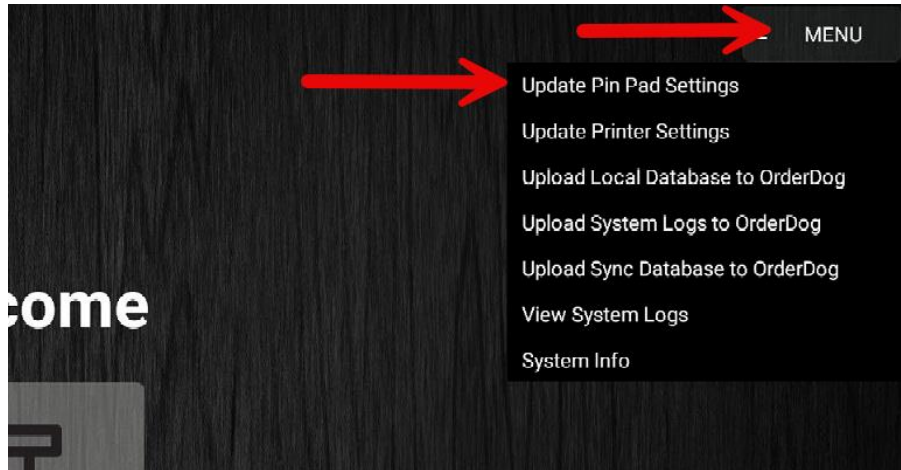 MENU
Update Pin Pad Settings
Update Printer Settings
Upload Local Database to OrderDog
Upload System Logs to OrderDog
Upload Sync Database to OrderDog
View System Logs
System Info
come